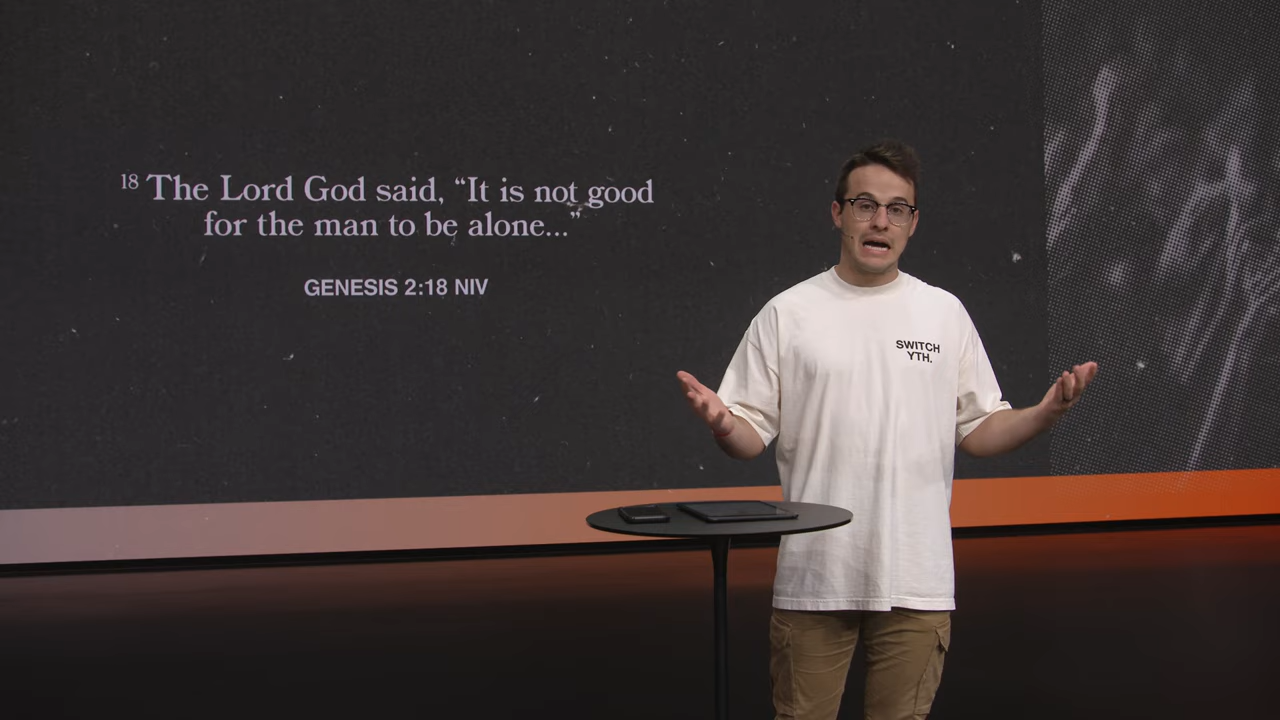 18 The Lord God said, “It is not good
for the man to be alone...”
GENESIS 2:18 NIV
SWITCH
YTH.